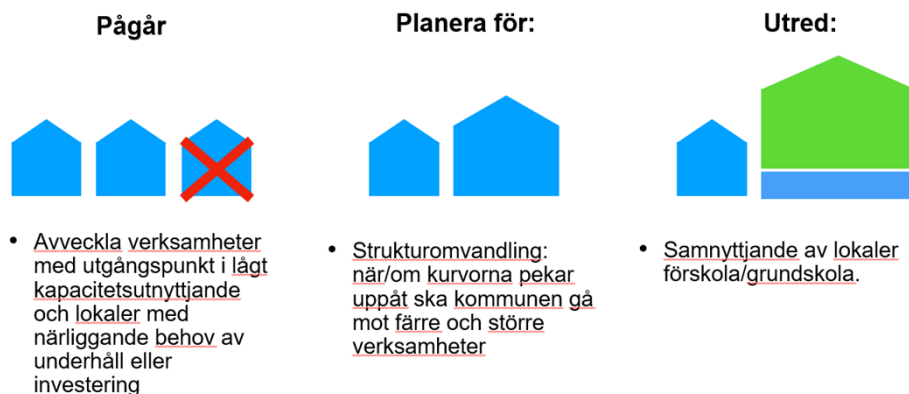 Pågår
• Avveckla verksamheter
med utgångspunkt i lågt
kapacitetsutnyttjande
och lokaler med
närliggande behov av
underhåll eller
investering
Planera för:
• Strukturomvandling:
när/om kurvorna pekar
uppåt ska kommunen gå
mot färre och större
verksamheter
Utred:
• Samnyttjande av lokaler
förskola/grundskola.